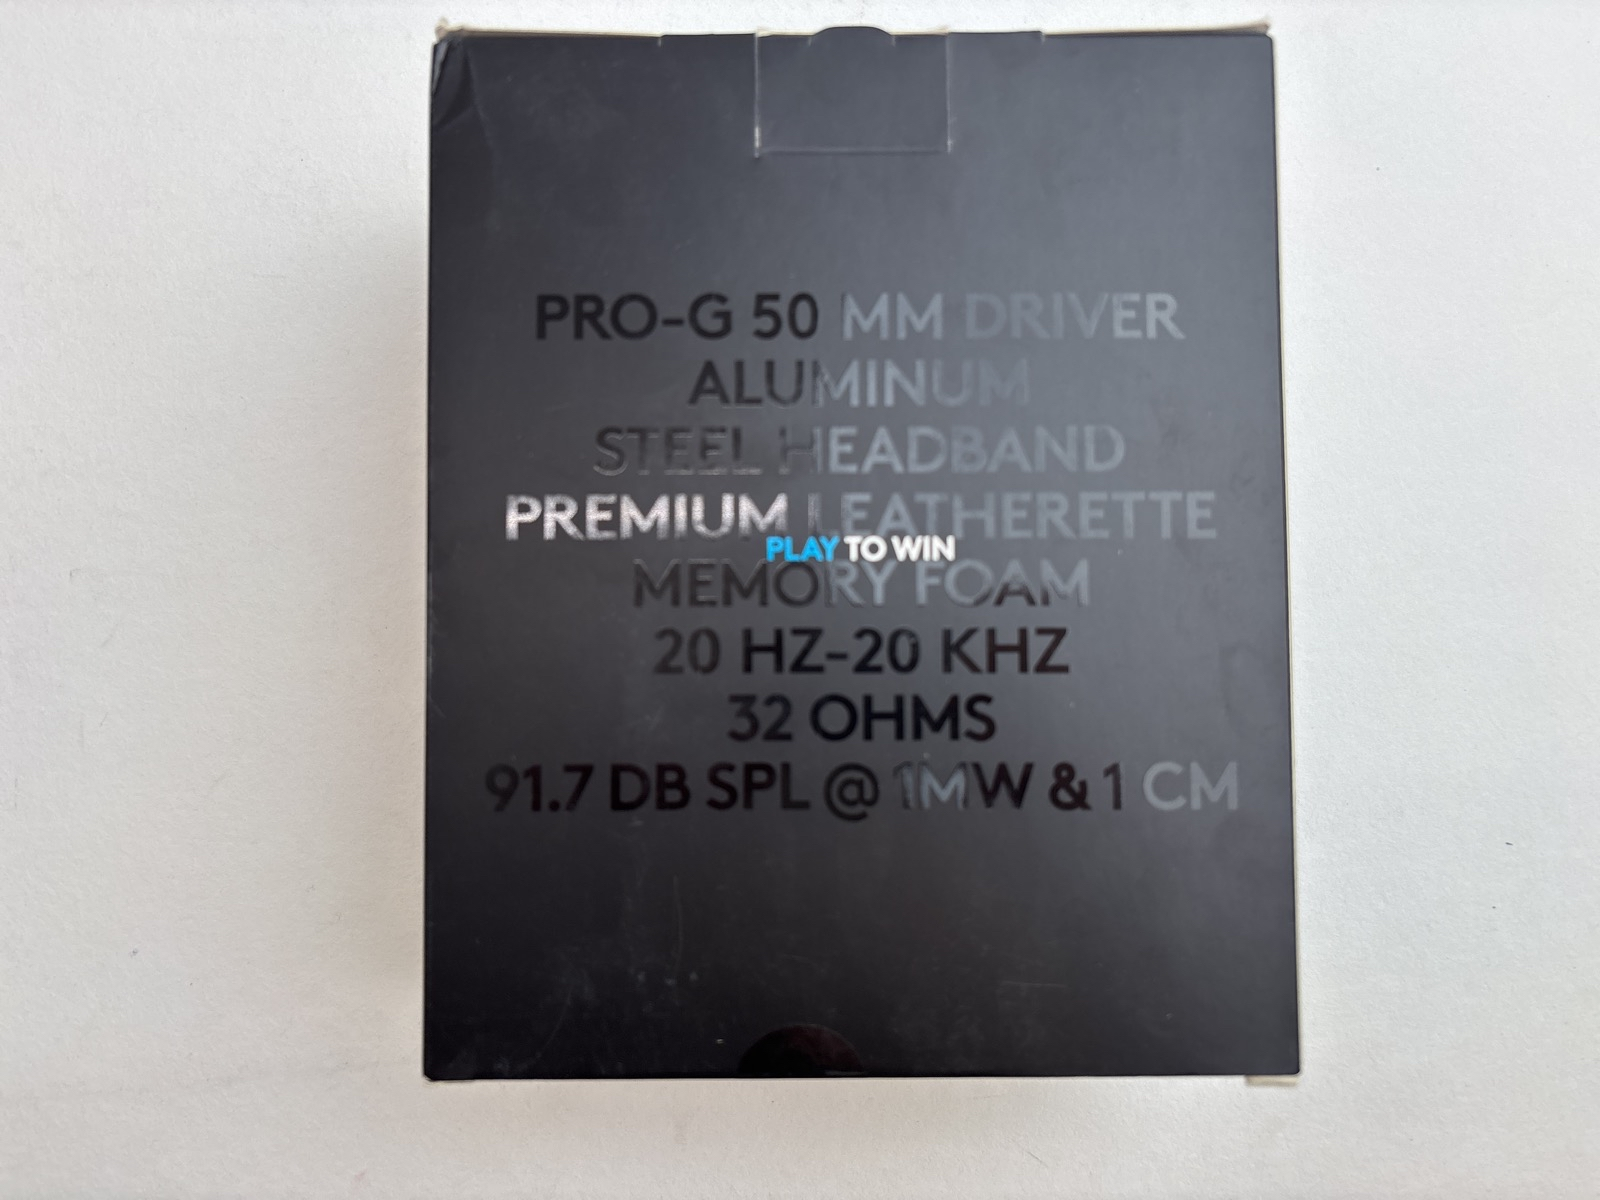 PRO-G 50 MM DRIVER
ALUMINUM
STEEL HEADBAND
PREMIUM LEATHERETTE
PLAY TO WIN
MEMORY FOAM
20 HZ-20 KHZ
32 OHMS
91.7 DB SPL @ 1MW & 1 CM